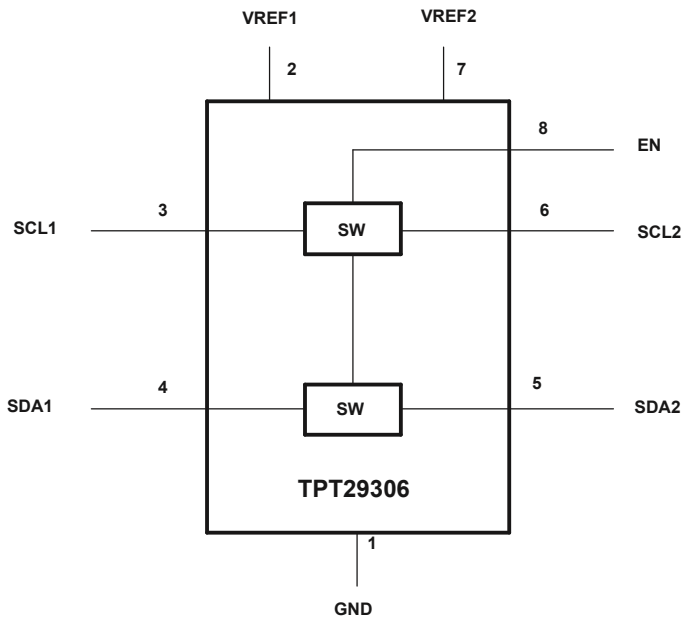 VREF1 VREF2
2 7
8 EN
3 6
SCL1 SW SCL2
4 5
SDA1 SW SDA2
TPT29306
1
GND